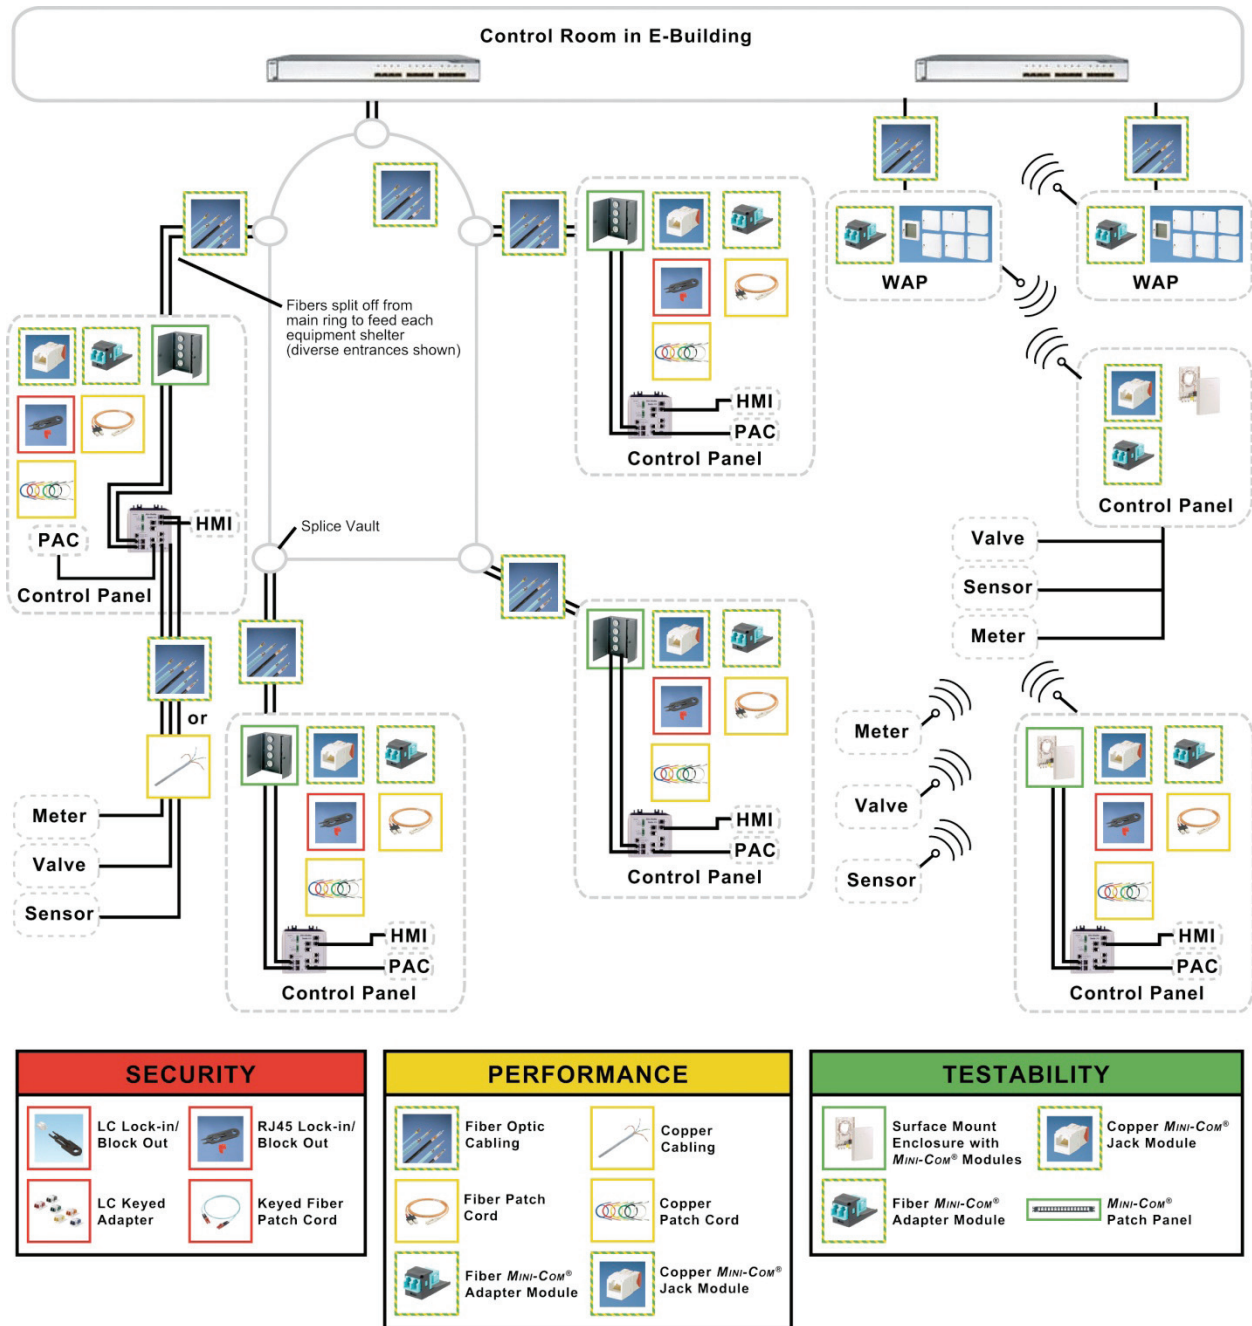 Control Room in E-Building
WAP
WAP
Fibers split off from
main ring to feed each
equipment shelter
(diverse entrances shown)
HMI
PAC
Control Panel
HMI
PAC
Control Panel
Splice Vault
Control Panel
Valve
Sensor
Meter
or
Meter
Valve
Sensor
HMI
PAC
Control Panel
HMI
PAC
Control Panel
Meter
Valve
Sensor
HMI
PAC
Control Panel
SECURITY
LC Lock-in/
Block Out
RJ45 Lock-in/
Block Out
LC Keyed
Adapter
Keyed Fiber
Patch Cord
PERFORMANCE
Fiber Optic
Cabling
Copper
Cabling
Fiber Patch
Cord
Copper
Patch Cord
Fiber MINI-COM®
Adapter Module
Copper MINI-COM®
Jack Module
TESTABILITY
Surface Mount
Enclosure with
MINI-COM® Modules
Copper MINI-COM®
Jack Module
Fiber MINI-COM®
Adapter Module
MINI-COM®
Patch Panel